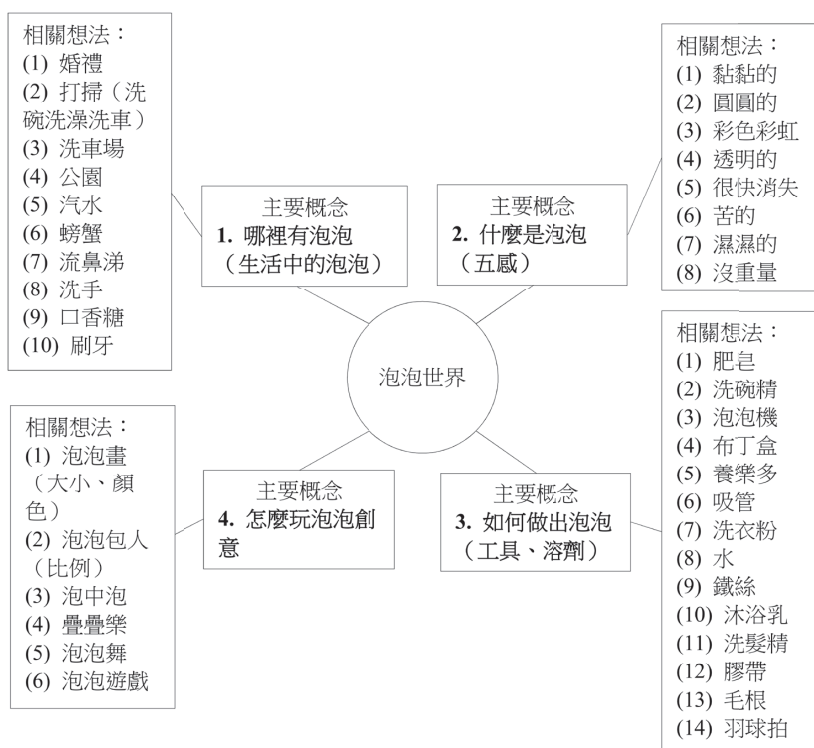 相關想法：
(1) 婚禮
(2) 打掃（洗
碗洗澡洗車）
(3) 洗車場
(4) 公園
(5) 汽水
(6) 螃蟹
(7) 流鼻涕
(8) 洗手
(9) 口香糖
(10) 刷牙
主要概念
1. 哪裡有泡泡
（生活中的泡泡）
主要概念
2. 什麼是泡泡
（五感）
相關想法：
(1) 黏黏的
(2) 圓圓的
(3) 彩色彩虹
(4) 透明的
(5) 很快消失
(6) 苦的
(7) 濕濕的
(8) 沒重量
泡泡世界
相關想法：
(1) 泡泡畫
（大小、顏
色）
(2) 泡泡包人
（比例）
(3) 泡中泡
(4) 疊疊樂
(5) 泡泡舞
(6) 泡泡遊戲
主要概念
4. 怎麼玩泡泡創
意
主要概念
3. 如何做出泡泡
（工具、溶劑）
相關想法：
(1) 肥皂
(2) 洗碗精
(3) 泡泡機
(4) 布丁盒
(5) 養樂多
(6) 吸管
(7) 洗衣粉
(8) 水
(9) 鐵絲
(10) 沐浴乳
(11) 洗髮精
(12) 膠帶
(13) 毛根
(14) 羽球拍